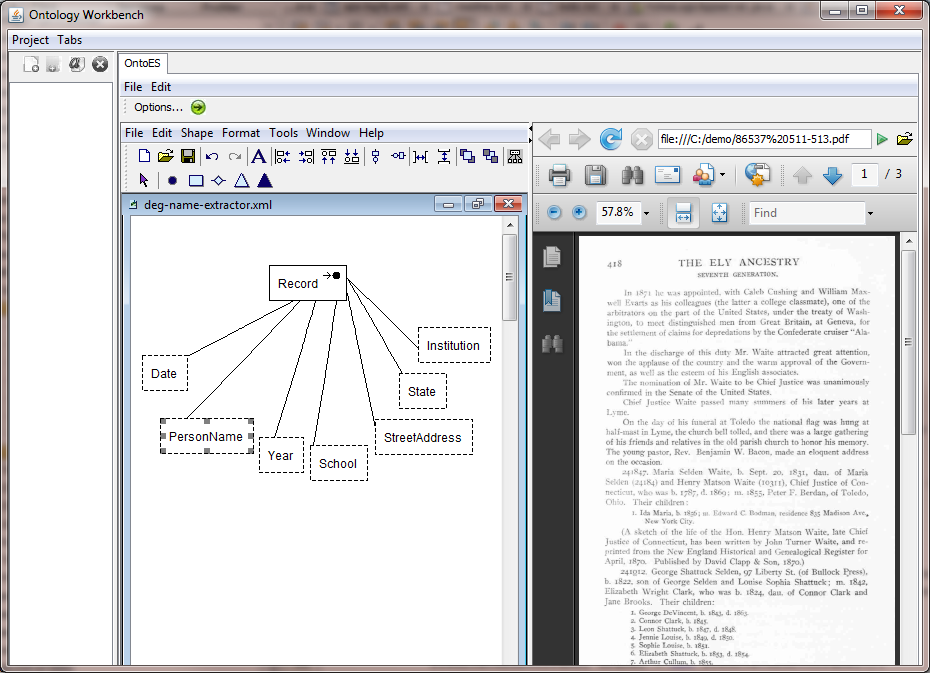 Ontology Workbench
Project Tabs
OntoES
File Edit
Options...
File Edit Shape Format Tools Window Help
A
deg-name-extractor.xml
Record
Institution
Date
State
PersonName
StreetAddress
Year
School
file:///C:/demo/86537%20511-513.pdf
1 / 3
57.8%
Find
418 THE ELY ANCESTRY
SEVENTH GENERATION.
In 1871 he was appointed, with Caleb Cushing and William Max-
well Evarts as his colleagues (the latter a college classmate), one of the
arbitrators on the part of the United States, under the treaty of Wash-
ington, to meet distinguished men from Great Britain, at Geneva, for
the settlement of claims for depredations by the Confederate cruiser "Ala-
bama."
In the discharge of this duty Mr. Waite attracted great attention,
won the applause of the country and the warm approval of the Govern-
ment, as well as the esteem of his English associates.
The nomination of Mr. Waite to be Chief Justice was unanimously
confirmed in the Senate of the United States.
Chief Justice Waite passed many summers of his later years at
Lyme.
On the day of his funeral at Toledo the national flag was hung at
half-mast in Lyme, the church bell tolled, and there was a large gathering
of his friends and relatives in the old parish church to honor his memory.
The young pastor, Rev. Benjamin W. Bacon, made an eloquent address
on the occasion.
241847. Maria Selden Waite, b. Sept. 20, 1831, dau. of Maria
Selden (24184) and Henry Matson Waite (10311), Chief Justice of Con-
necticut, who was b. 1787, d. 1869; m. 1855, Peter F. Berdan, of Toledo,
Ohio. Their children:
1. Ida Maria, b. 1856; m. Edward C. Bodman, residence 835 Madison Ave.,
New York City.
(A sketch of the life of the Hon. Henry Matson Waite, late Chief
Justice of Connecticut, has been written by John Turner Waite, and re-
printed from the New England Historical and Genealogical Register for
April, 1870. Published by David Clapp & Son, 1870.)
241912. George Shattuck Selden, 97 Liberty St. (of Bullock Press),
b. 1822, son of George Selden and Louise Sophia Shattuck; m. 1842,
Elizabeth Wright Clark, who was b. 1824, dau. of Connor Clark and
Jane Brooks. Their children:
1. George DeVincent, b. 1843, d. 1863.
2. Connor Clark, b. 1845.
3. Leon Shattuck, b. 1847, d. 1848.
4. Jennie Louise, b. 1849, d. 1850.
5. Sophie Louise, b. 1851.
6. Elizabeth Shattuck, b. 1853, d. 1854.
7. Arthur Cullum, b. 1855.